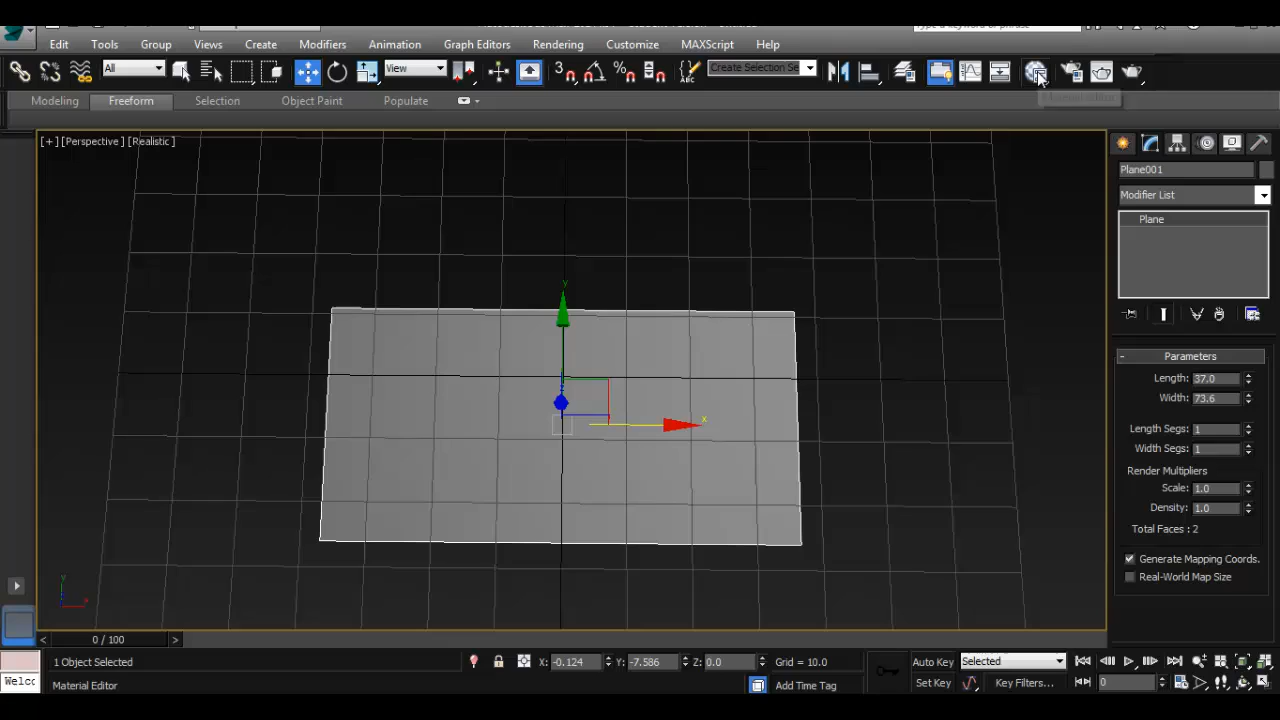 Edit Tools Group Views Create Modifiers Animation Graph Editors Rendering Customize MAXScript Help
All View 3 Create Selection Se
Modeling Freeform Selection Object Paint Populate
Material Editor
[+] [Perspective] [Realistic]
Plane001
Modifier List
Plane
y
x
- Parameters
Length: 37.0
Width: 73.6
Length Segs: 1
Width Segs: 1
Render Multipliers
Scale: 1.0
Density: 1.0
Total Faces : 2
Generate Mapping Coords.
Real-World Map Size
0 / 100
1 Object Selected X: -0.124 Y: -7.586 Z: 0.0 Grid = 10.0 Auto Key Selected
Welc Material Editor Add Time Tag Set Key Key Filters... 0